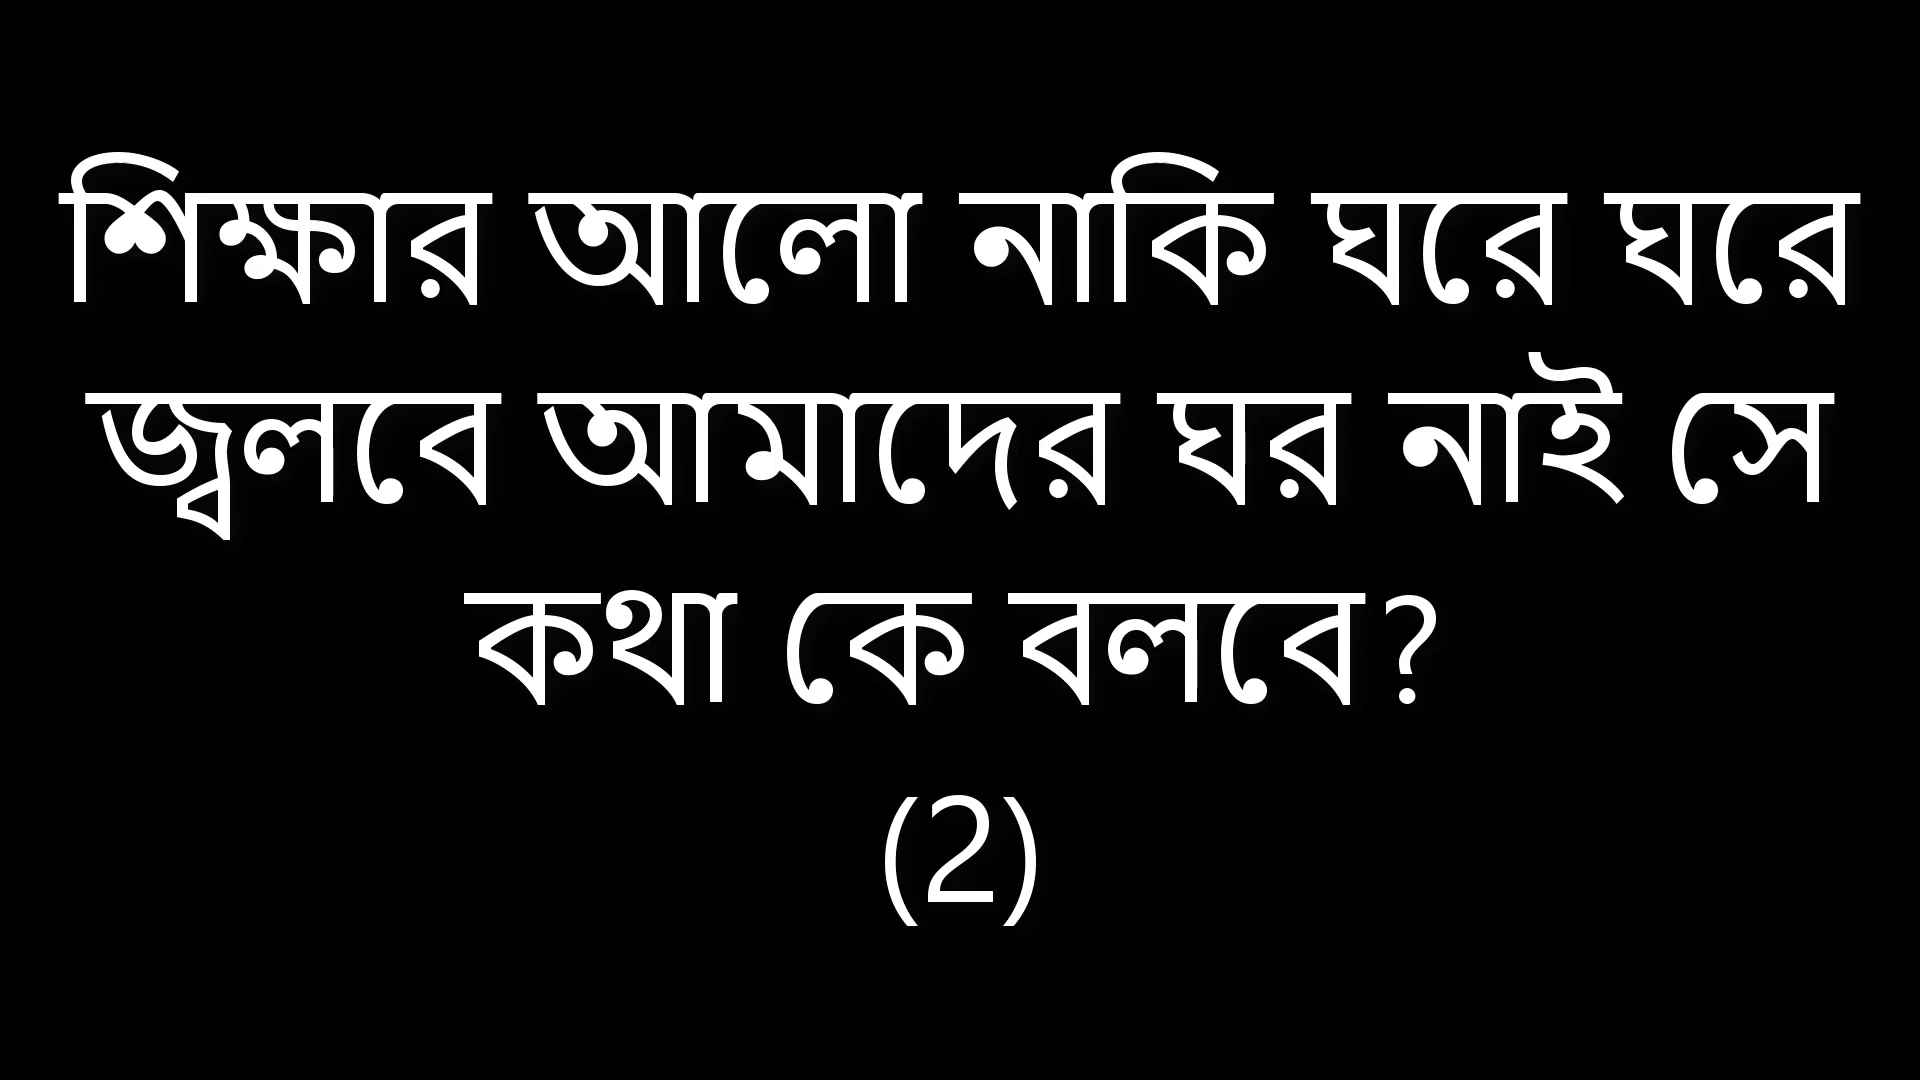 শিক্ষার আলো নাকি ঘরে ঘরে
জ্বলবে আমাদের ঘর নাই সে
কথা কে বলবে?
(2)